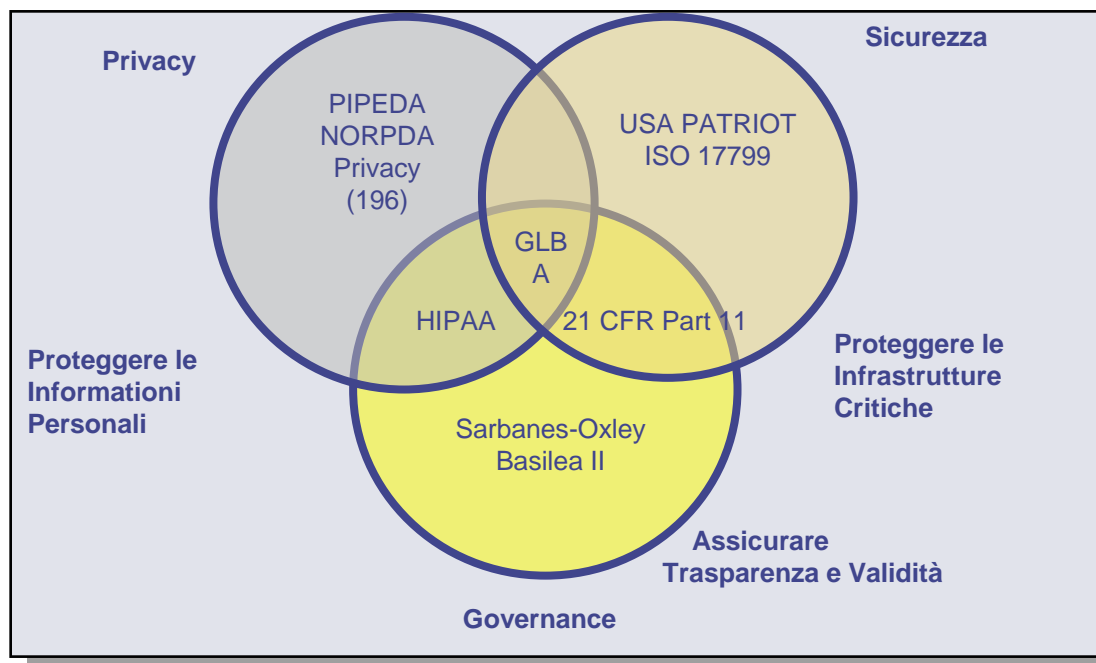 Privacy
Sicurezza
PIPEDA
NORPDA
Privacy
(196)
USA PATRIOT
ISO 17799
GLB
A
HIPAA
21 CFR Part 11
Proteggere le
Informationi
Personali
Proteggere le
Infrastrutture
Critiche
Sarbanes-Oxley
Basilea II
Assicurare
Trasparenza e Validità
Governance